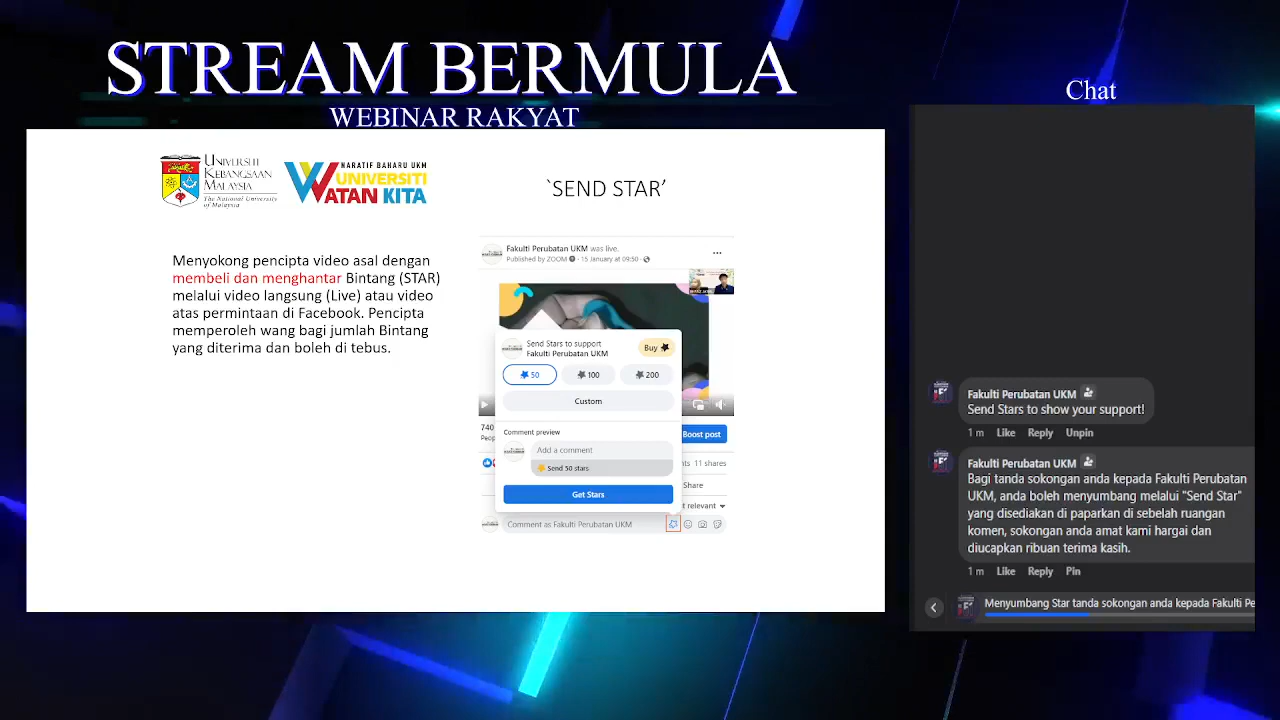 STREAM BERMULA
WEBINAR RAKYAT
UNIVERSITI
KEBANGSAAN
MALAYSIA
The National University
of Malaysia
NARATIF BAHARU UKM
UNIVERSITI
WATAN KITA
`SEND STAR’
Menyokong pencipta video asal dengan
membeli dan menghantar Bintang (STAR)
melalui video langsung (Live) atau video
atas permintaan di Facebook. Pencipta
memperoleh wang bagi jumlah Bintang
yang diterima dan boleh di tebus.
Fakulti Perubatan UKM was live.
Published by ZOOM · 15 January at 09:50 ·
Send Stars to support
Fakulti Perubatan UKM
Buy
50
100
200
Custom
Comment preview
Add a comment
Send 50 stars
Get Stars
740
Boost post
11 shares
Share
relevant
Comment as Fakulti Perubatan UKM
Chat
Fakulti Perubatan UKM
Send Stars to show your support!
1 m Like Reply Unpin
Fakulti Perubatan UKM
Bagi tanda sokongan anda kepada Fakulti Perubatan
UKM, anda boleh menyumbang melalui "Send Star"
yang disediakan di paparan di sebelah ruangan
komen, sokongan anda amat kami hargai dan
diucapkan ribuan terima kasih.
1 m Like Reply Pin
Menyumbang Star tanda sokongan anda kepada Fakulti Pe